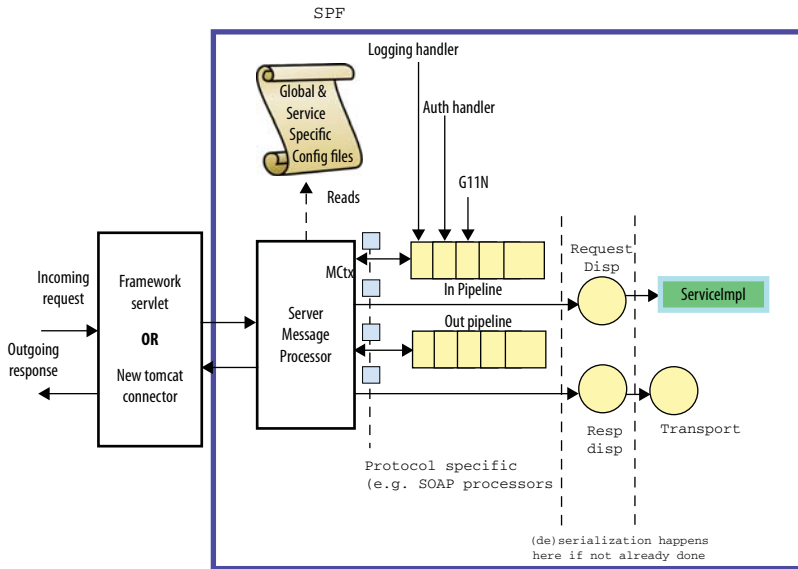 SPF
Logging handler
Global &
Service
Specific
Config files
Auth handler
G11N
Reads
Request
Disp
MCtx
In Pipeline
ServiceImpl
Incoming
request
Framework
servlet
OR
New tomcat
connector
Server
Message
Processor
Out pipeline
Outgoing
response
Resp
disp
Transport
Protocol specific
(e.g. SOAP processors
(de)serialization happens
here if not already done